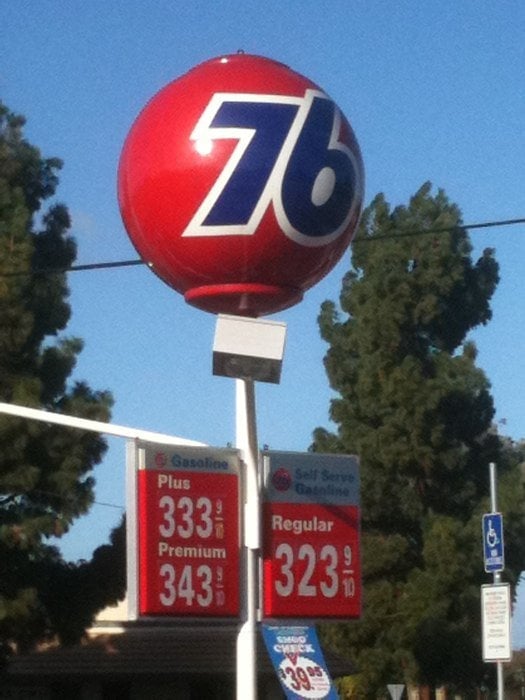 76
Gasoline
Plus
333 9/10
Premium
343 9/10
Self Serve
Gasoline
Regular
323 9/10
SMOG
CHECK
$39.95